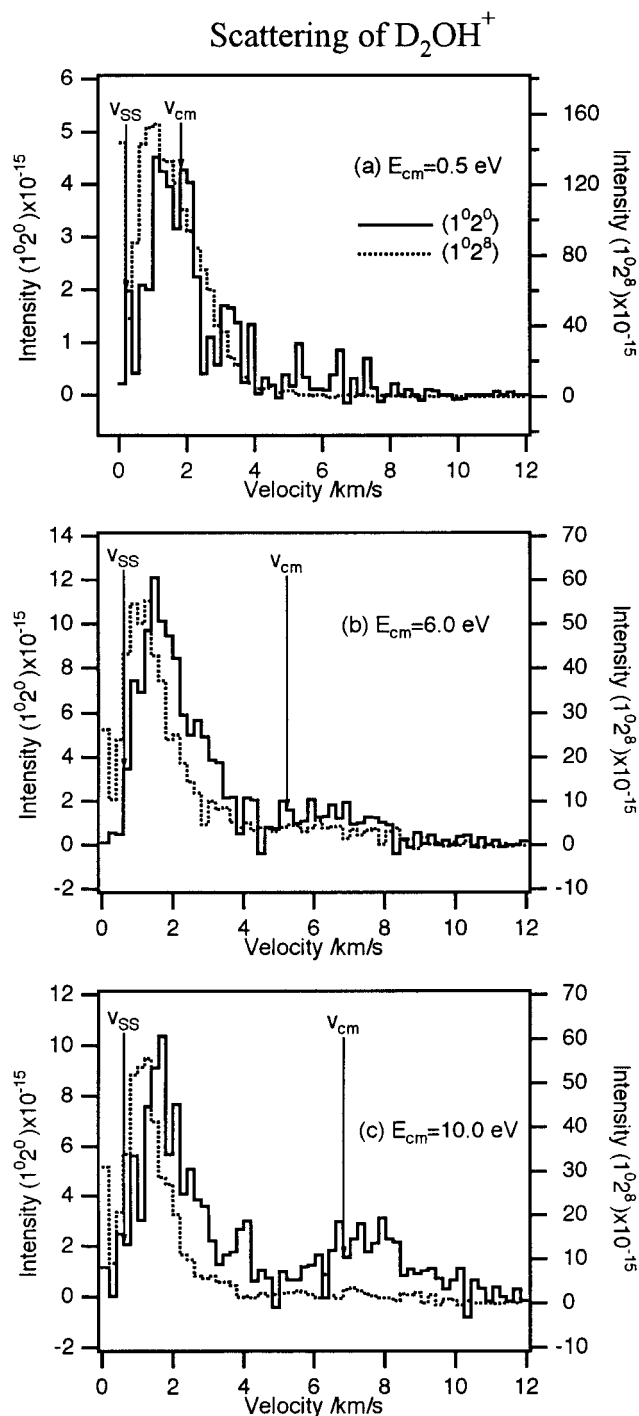 Scattering of D₂OH⁺
6
5
4
3
2
1
0
Intensity (1⁰2⁰)x10⁻¹⁵
160
120
80
40
0
Intensity (1⁰2⁸)x10⁻¹⁵
vSS
vcm
(a) Ecm=0.5 eV
(1⁰2⁰)
(1⁰2⁸)
0 2 4 6 8 10 12
Velocity /km/s
14
12
10
8
6
4
2
0
-2
Intensity (1⁰2⁰)x10⁻¹⁵
70
60
50
40
30
20
10
0
-10
Intensity (1⁰2⁸)x10⁻¹⁵
vSS
vcm
(b) Ecm=6.0 eV
0 2 4 6 8 10 12
Velocity /km/s
12
10
8
6
4
2
0
-2
Intensity (1⁰2⁰)x10⁻¹⁵
70
60
50
40
30
20
10
0
-10
Intensity (1⁰2⁸)x10⁻¹⁵
vSS
vcm
(c) Ecm=10.0 eV
0 2 4 6 8 10 12
Velocity /km/s